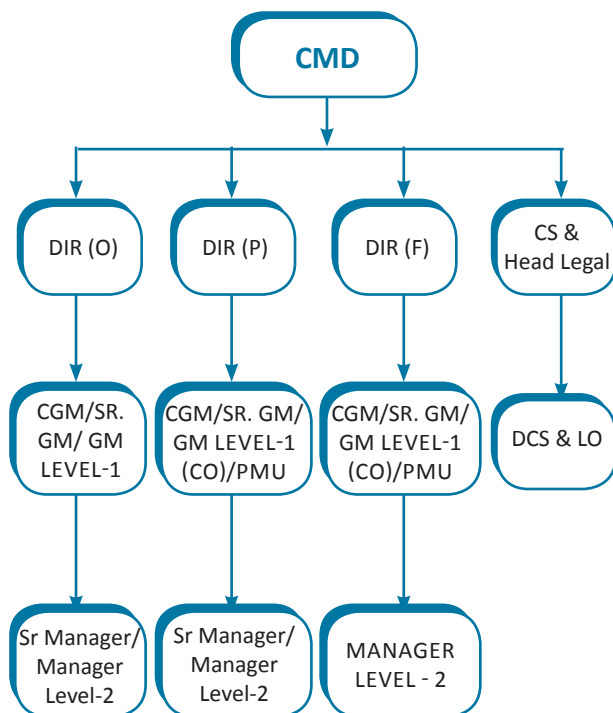 CMD
DIR (O)
DIR (P)
DIR (F)
CS &
Head Legal
CGM/SR.
GM/ GM
LEVEL-1
CGM/SR. GM/
GM LEVEL-1
(CO)/PMU
CGM/SR. GM/
GM LEVEL-1
(CO)/PMU
DCS & LO
Sr Manager/
Manager
Level-2
Sr Manager/
Manager
Level-2
MANAGER
LEVEL - 2